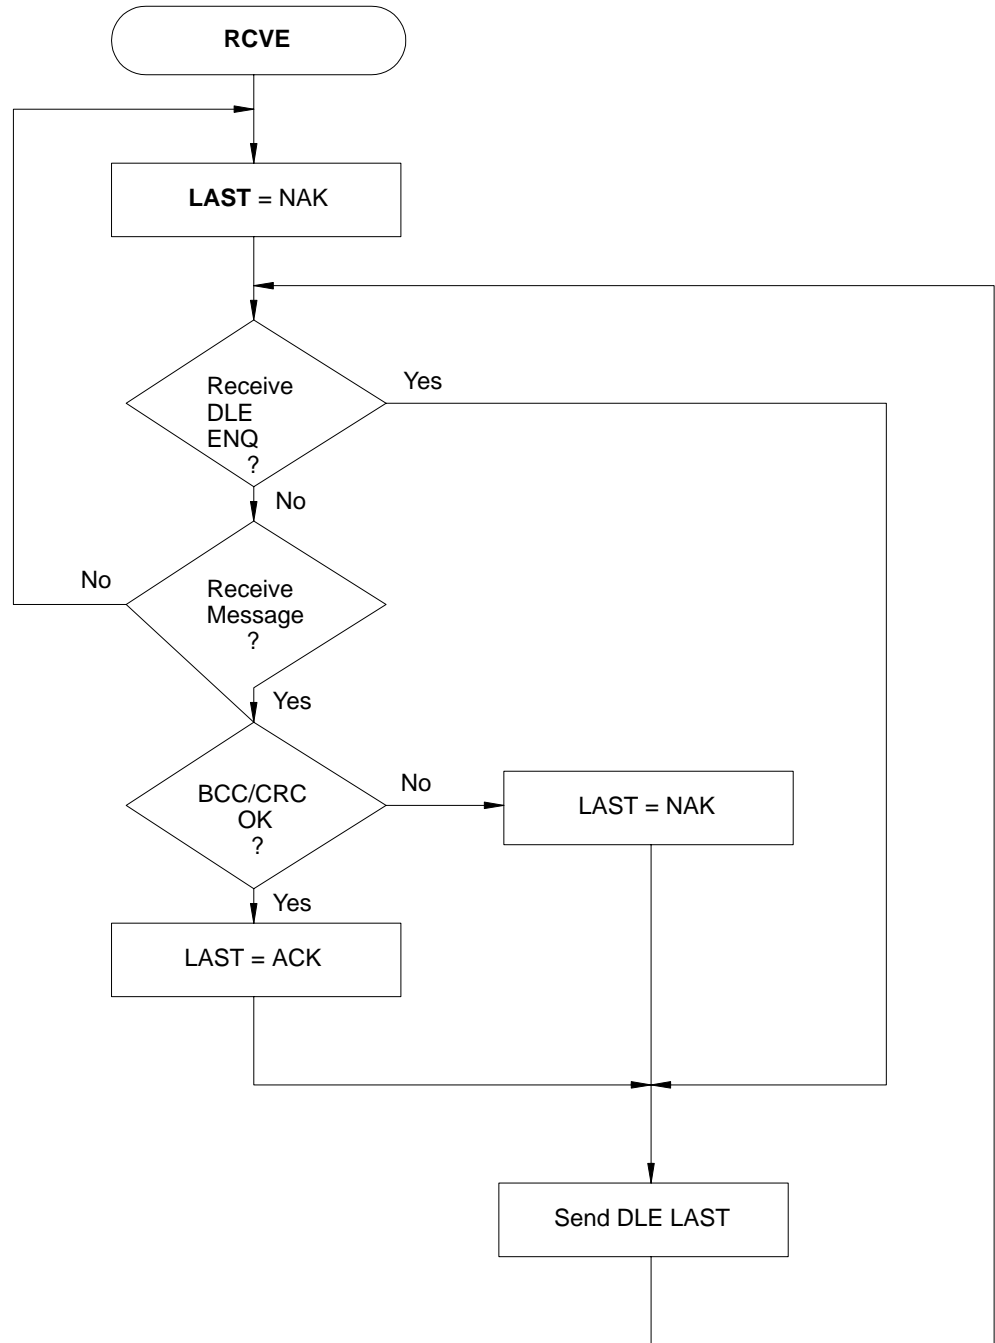 RCVE
LAST = NAK
Receive
DLE
ENQ
?
Yes
No
Receive
Message
?
No
Yes
BCC/CRC
OK
?
No
LAST = NAK
Yes
LAST = ACK
Send DLE LAST